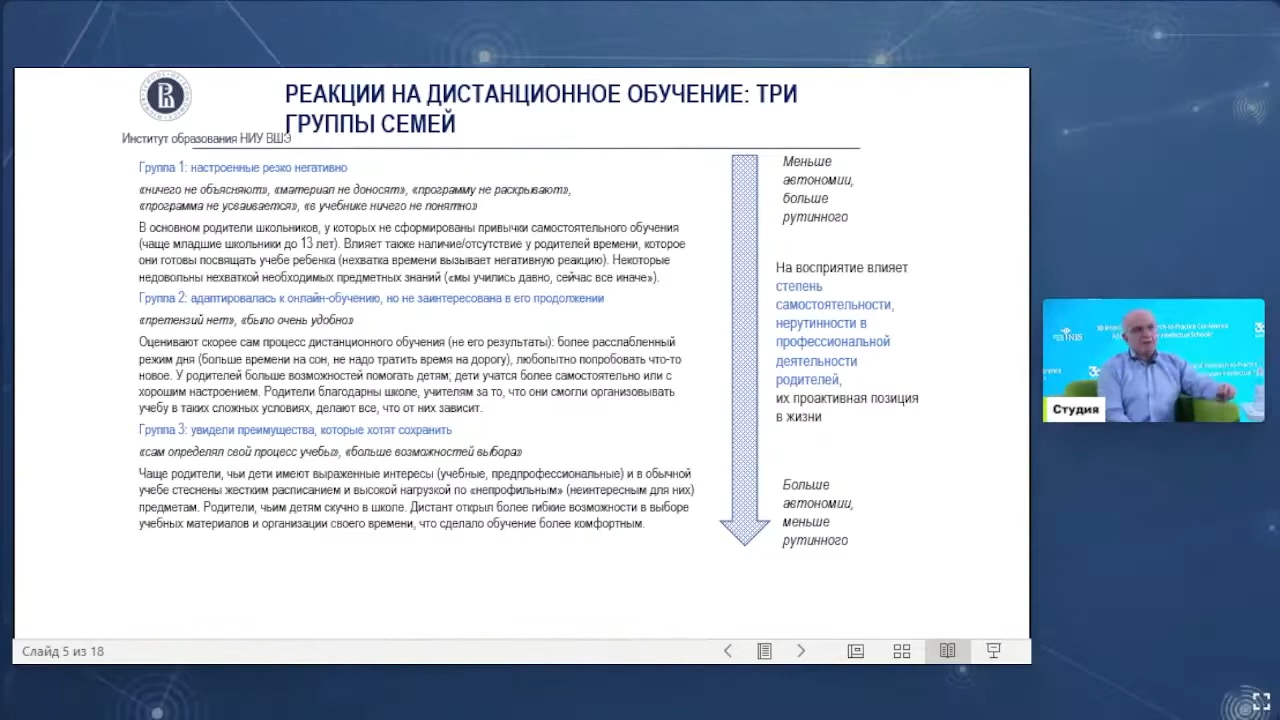 РЕАКЦИИ НА ДИСТАНЦИОННОЕ ОБУЧЕНИЕ: ТРИ
ГРУППЫ СЕМЕЙ
Институт образования НИУ ВШЭ
Группа 1: настроенные резко негативно
«ничего не объясняют», «материал не доносят», «программу не раскрывают»,
«программа не усваивается», «в учебнике ничего не понятно»
В основном родители школьников, у которых не сформированы привычки самостоятельного обучения
(чаще младшие школьники до 13 лет). Влияет также наличие/отсутствие у родителей времени, которое
они готовы посвящать учебе ребенка (нехватка времени вызывает негативную реакцию). Некоторые
недовольны нехваткой необходимых предметных знаний («мы учились давно, сейчас все иначе»).
Группа 2: адаптировалась к онлайн-обучению, но не заинтересована в его продолжении
«претензий нет», «было очень удобно»
Оценивают скорее сам процесс дистанционного обучения (не его результаты): более расслабленный
режим дня (больше времени на сон, не надо тратить время на дорогу), любопытно попробовать что-то
новое. У родителей больше возможностей помогать детям; дети учатся более самостоятельно или с
хорошим настроением. Родители благодарны школе, учителям за то, что они смогли организовывать
учебу в таких сложных условиях, делают все, что от них зависит.
Группа 3: увидели преимущества, которые хотят сохранить
«сам определял свой процесс учебы», «больше возможностей выбора»
Чаще родители, чьи дети имеют выраженные интересы (учебные, предпрофессиональные) и в обычной
учебе стеснены жестким расписанием и высокой нагрузкой по «непрофильным» (неинтересным для них)
предметам. Родители, чьим детям скучно в школе. Дистант открыл более гибкие возможности в выборе
учебных материалов и организации своего времени, что сделало обучение более комфортным.
Меньше
автономии,
больше
рутинного
На восприятие влияет
степень
самостоятельности,
нерутинности в
профессиональной
деятельности
родителей,
их проактивная позиция
в жизни
Больше
автономии,
меньше
рутинного
Студия
Слайд 5 из 18